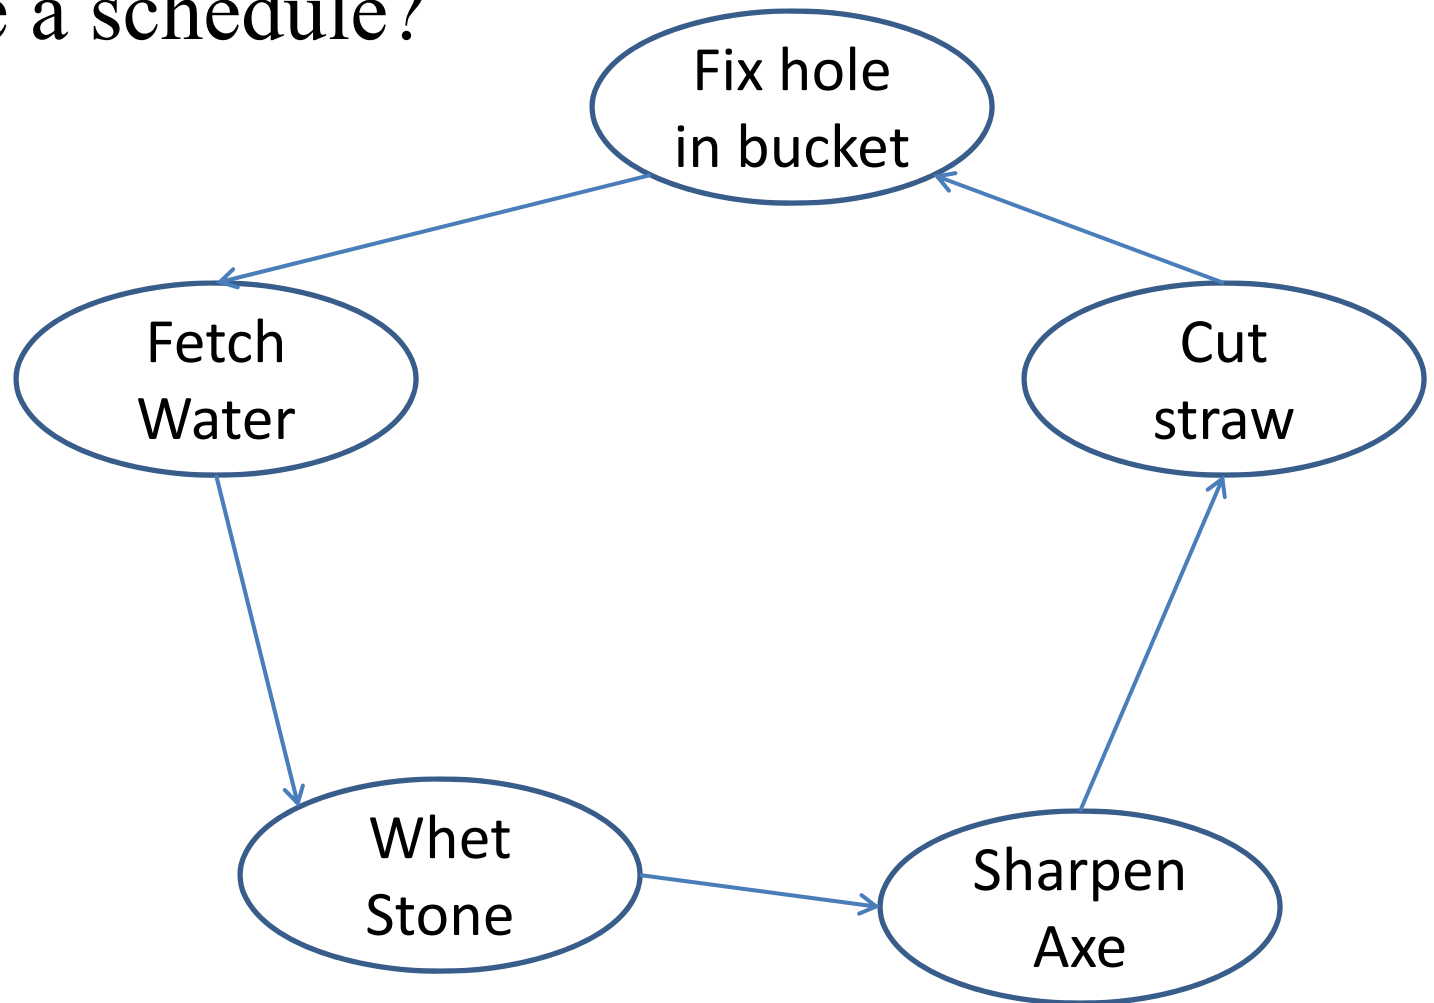 e a schedule?
Fix hole
in bucket
Fetch
Water
Cut
straw
Whet
Stone
Sharpen
Axe